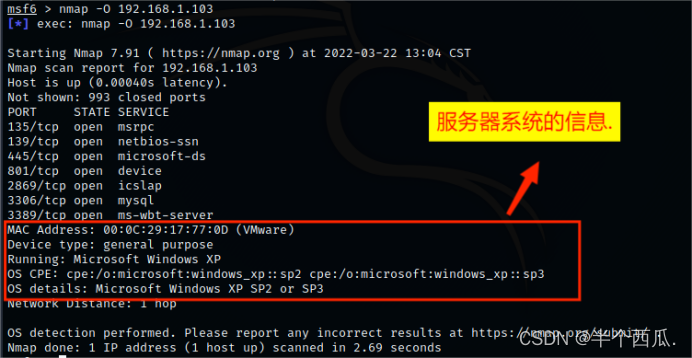 msf6 > nmap -O 192.168.1.103
[*] exec: nmap -O 192.168.1.103
Starting Nmap 7.91 ( https://nmap.org ) at 2022-03-22 13:04 CST
Nmap scan report for 192.168.1.103
Host is up (0.00040s latency).
Not shown: 993 closed ports
PORT     STATE SERVICE
135/tcp  open  msrpc
139/tcp  open  netbios-ssn
445/tcp  open  microsoft-ds
801/tcp  open  device
2869/tcp open  icslap
3306/tcp open  mysql
3389/tcp open  ms-wbt-server
服务器系统的信息.
MAC Address: 00:0C:29:17:77:0D (VMware)
Device type: general purpose
Running: Microsoft Windows XP
OS CPE: cpe:/o:microsoft:windows_xp::sp2 cpe:/o:microsoft:windows_xp::sp3
OS details: Microsoft Windows XP SP2 or SP3
Network Distance: 1 hop
OS detection performed. Please report any incorrect results at https://nmap.org/submit/ .
Nmap done: 1 IP address (1 host up) scanned in 2.69 seconds
CSDN @半个西瓜.